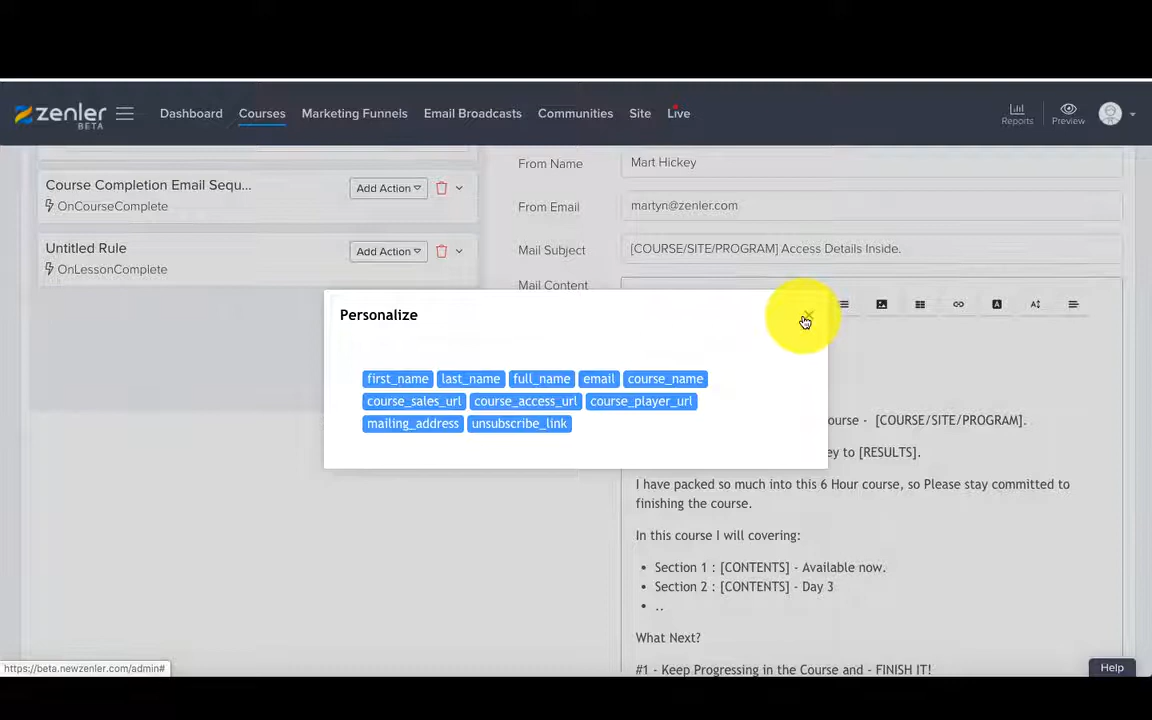 zenler
BETA
Dashboard
Courses
Marketing Funnels
Email Broadcasts
Communities
Site
Live
Reports
Preview
Course Completion Email Sequ...
Add Action
OnCourseComplete
Untitled Rule
Add Action
OnLessonComplete
From Name
Mart Hickey
From Email
martyn@zenler.com
Mail Subject
[COURSE/SITE/PROGRAM] Access Details Inside.
Mail Content
Personalize
first_name last_name full_name email course_name
course_sales_url course_access_url course_player_url
mailing_address unsubscribe_link
ourse - [COURSE/SITE/PROGRAM].
ey to [RESULTS].
I have packed so much into this 6 Hour course, so Please stay committed to
finishing the course.
In this course I will covering:
• Section 1 : [CONTENTS] - Available now.
• Section 2 : [CONTENTS] - Day 3
• ..
What Next?
#1 - Keep Progressing in the Course and - FINISH IT!
https://beta.newzenler.com/admin#
Help